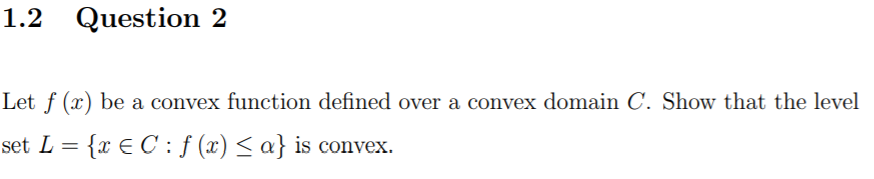 1.2 Question 2
Let f (x) be a convex function defined over a convex domain C. Show that the level
set L = {x ∈ C : f (x) ≤ α} is convex.